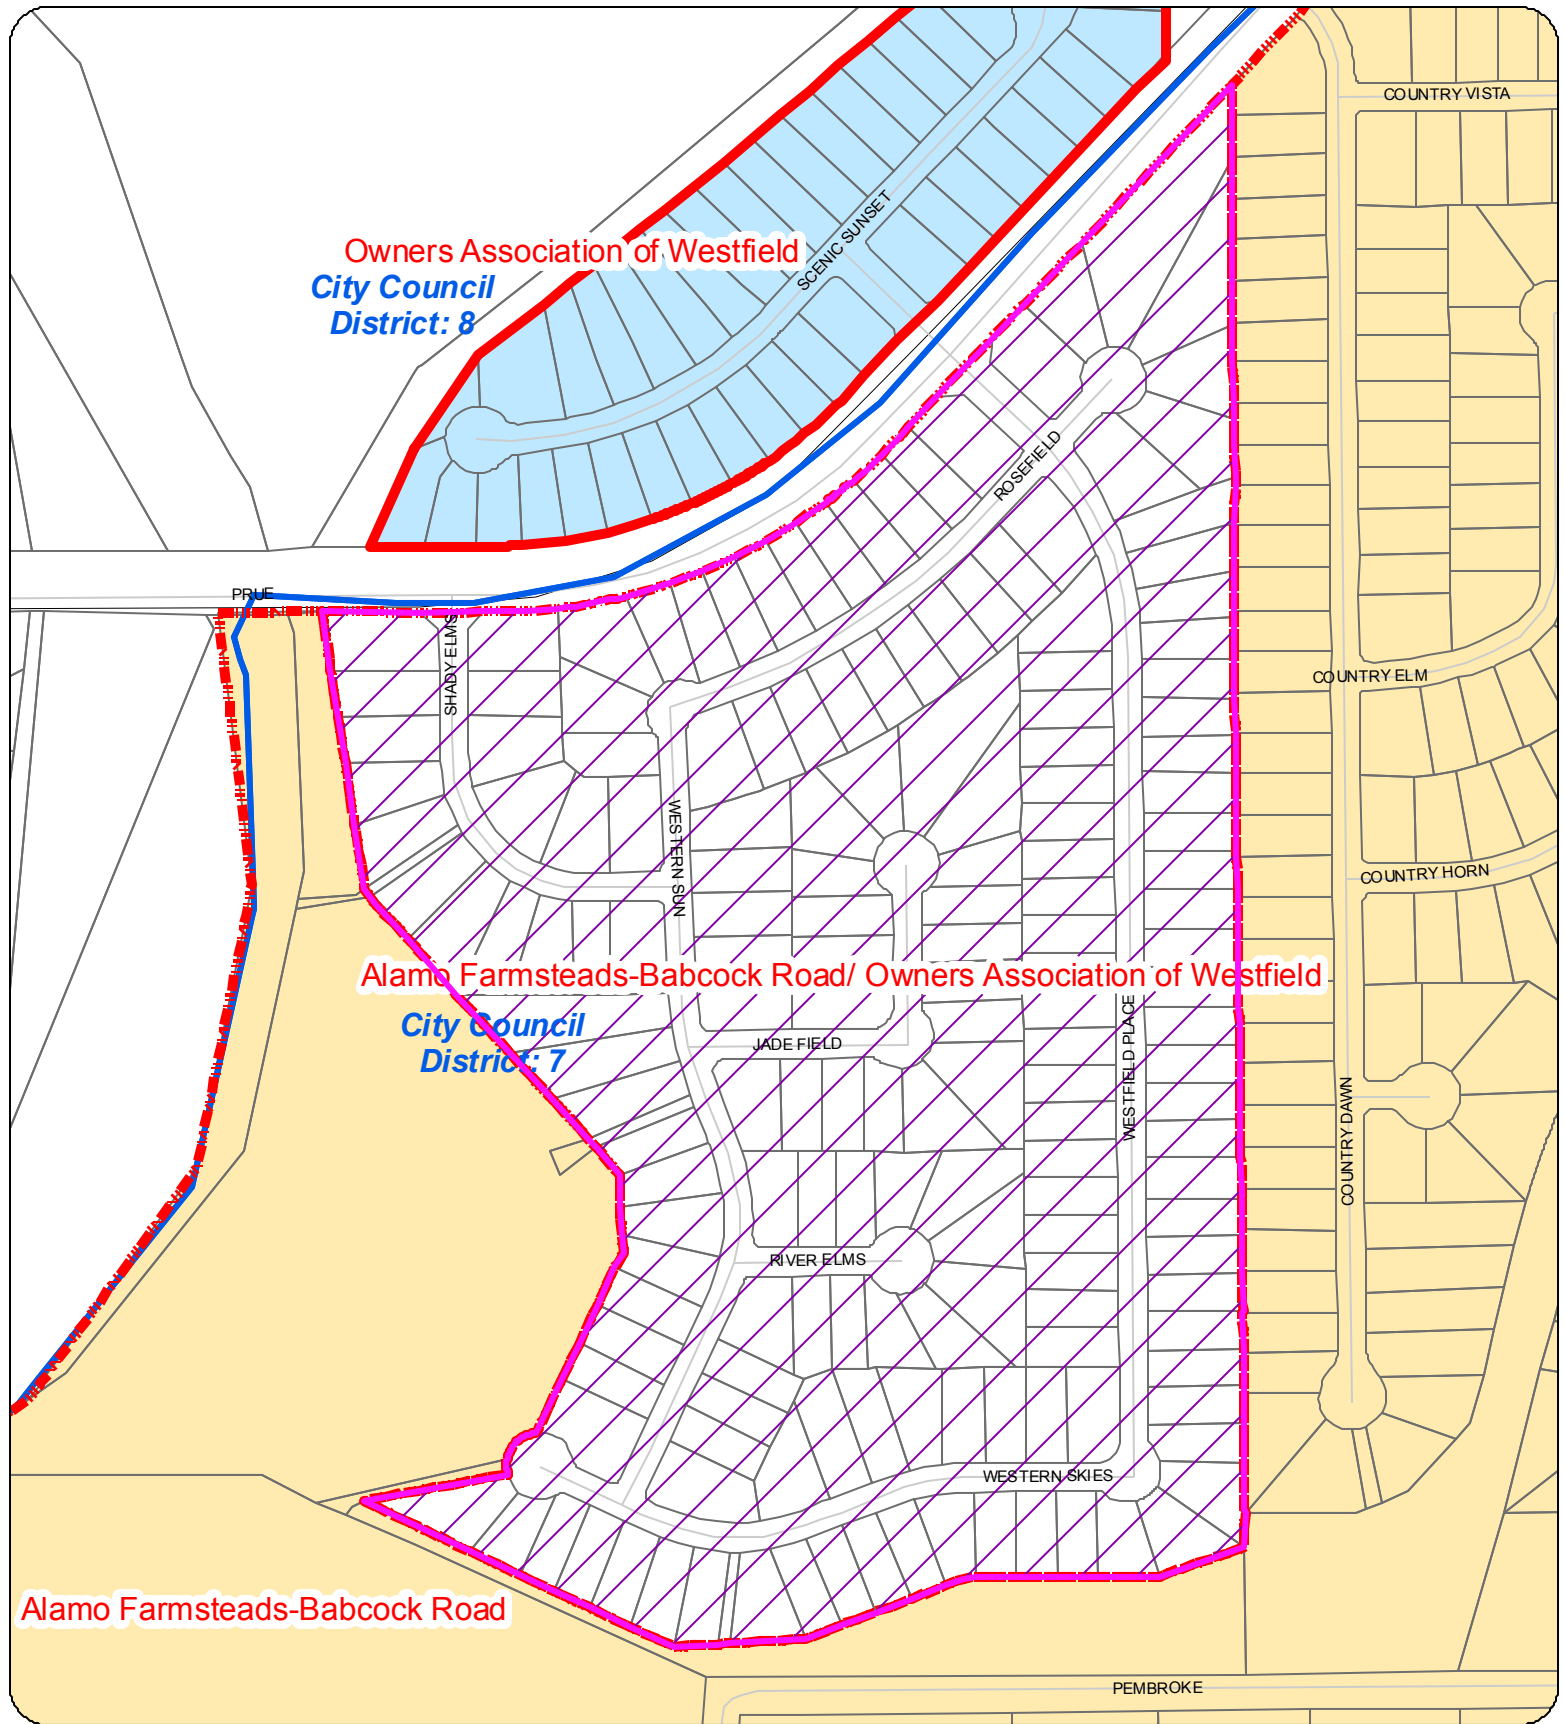 COUNTRY VISTA
SCENIC SUNSET
Owners Association of Westfield
City Council
District: 8
ROSEFIELD
PRUE
SHADY ELMS
COUNTRY ELM
WESTERN SUN
COUNTRY HORN
Alamo Farmsteads-Babcock Road/ Owners Association of Westfield
City Council
District: 7
JADE FIELD
WESTFIELD PLACE
COUNTRY DAWN
RIVER ELMS
WESTERN SKIES
Alamo Farmsteads-Babcock Road
PEMBROKE